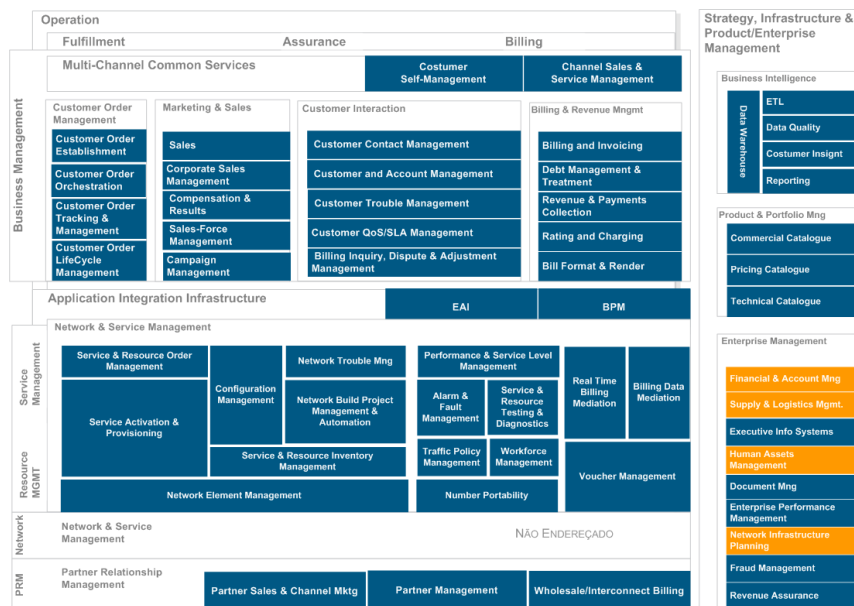 Operation
Fulfillment
Assurance
Billing
Multi-Channel Common Services
Costumer
Self-Management
Channel Sales &
Service Management
Business Management
Customer Order
Management
Customer Order
Establishment
Customer Order
Orchestration
Customer Order
Tracking &
Management
Customer Order
LifeCycle
Management
Marketing & Sales
Sales
Corporate Sales
Management
Compensation &
Results
Sales-Force
Management
Campaign
Management
Customer Interaction
Customer Contact Management
Customer and Account Management
Customer Trouble Management
Customer QoS/SLA Management
Billing Inquiry, Dispute & Adjustment
Management
Billing & Revenue Mngmt
Billing and Invoicing
Debt Management &
Treatment
Revenue & Payments
Collection
Rating and Charging
Bill Format & Render
Application Integration Infrastructure
EAI
BPM
Service
Management
Resource
MGMT
Network & Service Management
Service & Resource Order
Management
Configuration
Management
Network Trouble Mng
Service Activation &
Provisioning
Network Build Project
Management &
Automation
Service & Resource Inventory
Management
Network Element Management
Performance & Service Level
Management
Alarm &
Fault
Management
Service &
Resource
Testing &
Diagnostics
Traffic Policy
Management
Workforce
Management
Number Portability
Real Time
Billing
Mediation
Billing Data
Mediation
Voucher Management
Network
Network & Service
Management
NÃO ENDEREÇADO
PRM
Partner Relationship
Management
Partner Sales & Channel Mktg
Partner Management
Wholesale/Interconnect Billing
Strategy, Infrastructure &
Product/Enterprise
Management
Business Intelligence
Data Warehouse
ETL
Data Quality
Costumer Insignt
Reporting
Product & Portfolio Mng
Commercial Catalogue
Pricing Catalogue
Technical Catalogue
Enterprise Management
Financial & Account Mng
Supply & Logistics Mgmt.
Executive Info Systems
Human Assets
Management
Document Mng
Enterprise Performance
Management
Network Infrastructure
Planning
Fraud Management
Revenue Assurance